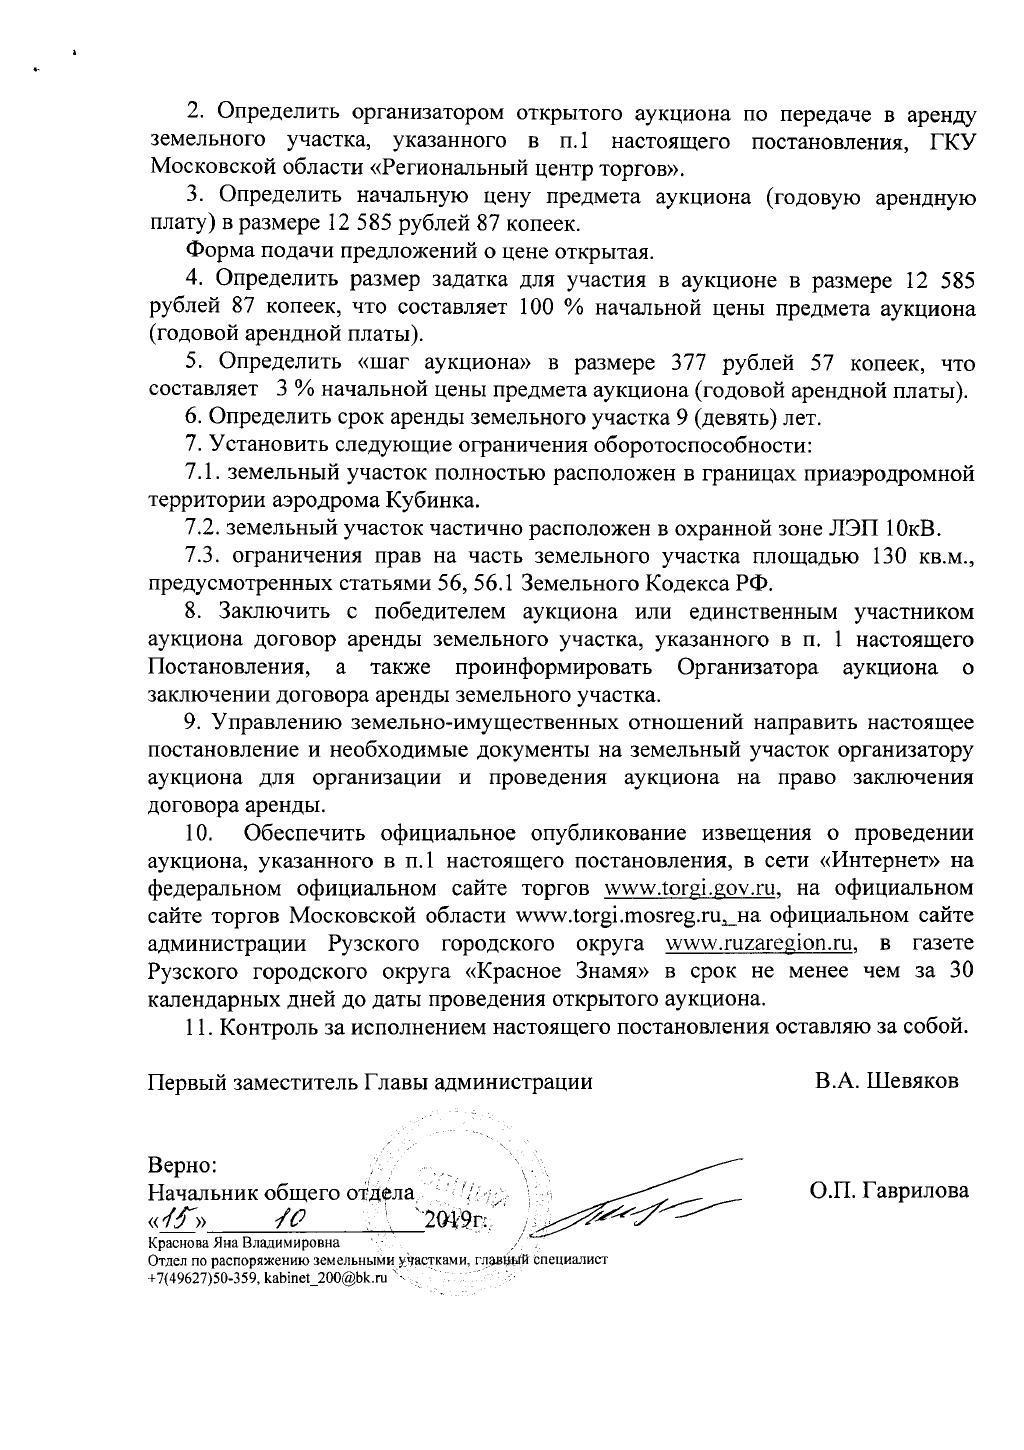 2. Определить организатором открытого аукциона по передаче в аренду
земельного участка, указанного в п.1 настоящего постановления, ГКУ
Московской области «Региональный центр торгов».
3. Определить начальную цену предмета аукциона (годовую арендную
плату) в размере 12 585 рублей 87 копеек.
Форма подачи предложений о цене открытая.
4. Определить размер задатка для участия в аукционе в размере 12 585
рублей 87 копеек, что составляет 100 % начальной цены предмета аукциона
(годовой арендной платы).
5. Определить «шаг аукциона» в размере 377 рублей 57 копеек, что
составляет 3 % начальной цены предмета аукциона (годовой арендной платы).
6. Определить срок аренды земельного участка 9 (девять) лет.
7. Установить следующие ограничения оборотоспособности:
7.1. земельный участок полностью расположен в границах приаэродромной
территории аэродрома Кубинка.
7.2. земельный участок частично расположен в охранной зоне ЛЭП 10кВ.
7.3. ограничения прав на часть земельного участка площадью 130 кв.м.,
предусмотренных статьями 56, 56.1 Земельного Кодекса РФ.
8. Заключить с победителем аукциона или единственным участником
аукциона договор аренды земельного участка, указанного в п. 1 настоящего
Постановления, а также проинформировать Организатора аукциона о
заключении договора аренды земельного участка.
9. Управлению земельно-имущественных отношений направить настоящее
постановление и необходимые документы на земельный участок организатору
аукциона для организации и проведения аукциона на право заключения
договора аренды.
10. Обеспечить официальное опубликование извещения о проведении
аукциона, указанного в п.1 настоящего постановления, в сети «Интернет» на
федеральном официальном сайте торгов www.torgi.gov.ru, на официальном
сайте торгов Московской области www.torgi.mosreg.ru, на официальном сайте
администрации Рузского городского округа www.ruzaregion.ru, в газете
Рузского городского округа «Красное Знамя» в срок не менее чем за 30
календарных дней до даты проведения открытого аукциона.
11. Контроль за исполнением настоящего постановления оставляю за собой.
Первый заместитель Главы администрации В.А. Шевяков
Верно:
Начальник общего отдела О.П. Гаврилова
«15» 10 2019г.
Краснова Яна Владимировна
Отдел по распоряжению земельными участками, главный специалист
+7(49627)50-359, kabinet_200@bk.ru